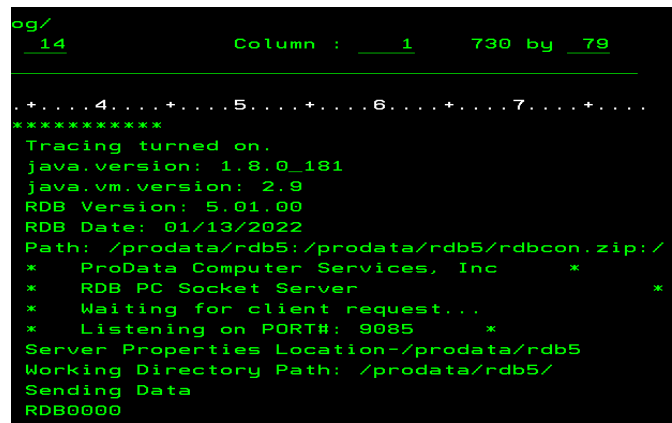 og/
14 Column : 1 730 by 79
.+....4....+....5....+....6....+....7....+....
***********
Tracing turned on.
java.version: 1.8.0_181
java.vm.version: 2.9
RDB Version: 5.01.00
RDB Date: 01/13/2022
Path: /prodata/rdb5:/prodata/rdb5/rdbcon.zip:/
* ProData Computer Services, Inc *
* RDB PC Socket Server *
* Waiting for client request...
* Listening on PORT#: 9085 *
Server Properties Location-/prodata/rdb5
Working Directory Path: /prodata/rdb5/
Sending Data
RDB0000